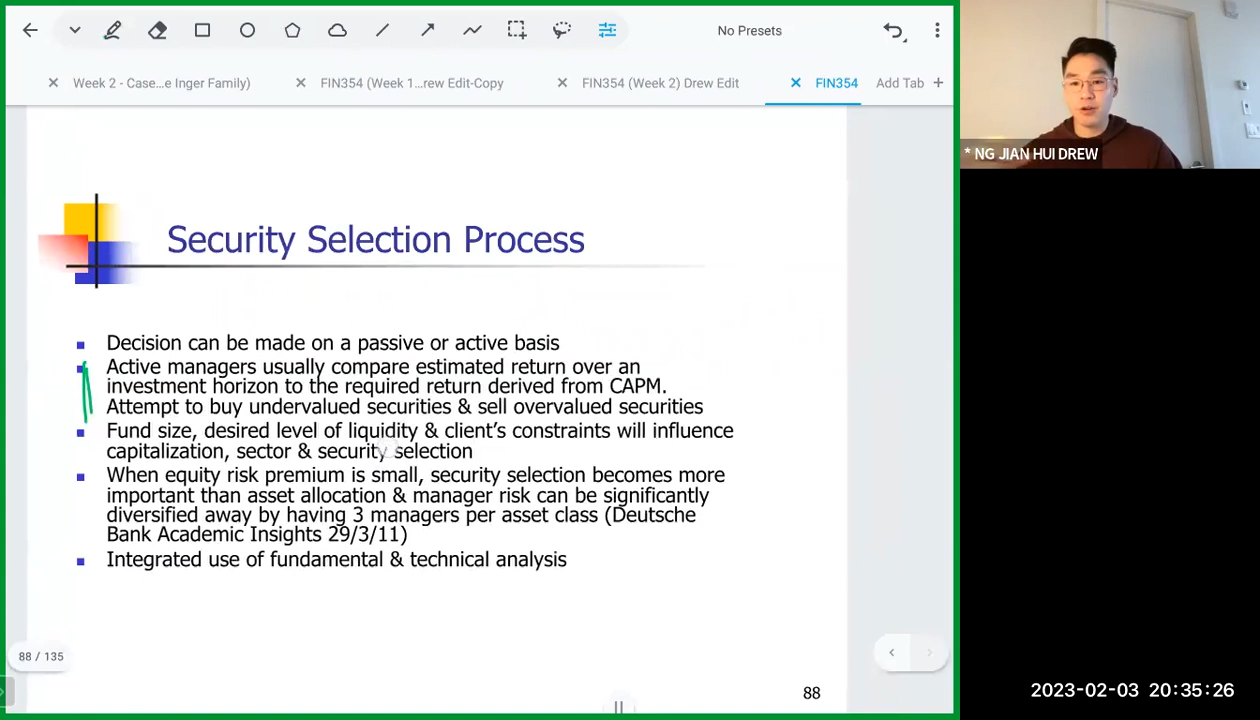 No Presets
Week 2 - Case...e Inger Family)
FIN354 (Week 1...rew Edit-Copy
FIN354 (Week 2) Drew Edit
FIN354
Add Tab +
* NG JIAN HUI DREW
Security Selection Process
Decision can be made on a passive or active basis
Active managers usually compare estimated return over an
investment horizon to the required return derived from CAPM.
Attempt to buy undervalued securities & sell overvalued securities
Fund size, desired level of liquidity & client's constraints will influence
capitalization, sector & security selection
When equity risk premium is small, security selection becomes more
important than asset allocation & manager risk can be significantly
diversified away by having 3 managers per asset class (Deutsche
Bank Academic Insights 29/3/11)
Integrated use of fundamental & technical analysis
88 / 135
88
2023-02-03 20:35:26